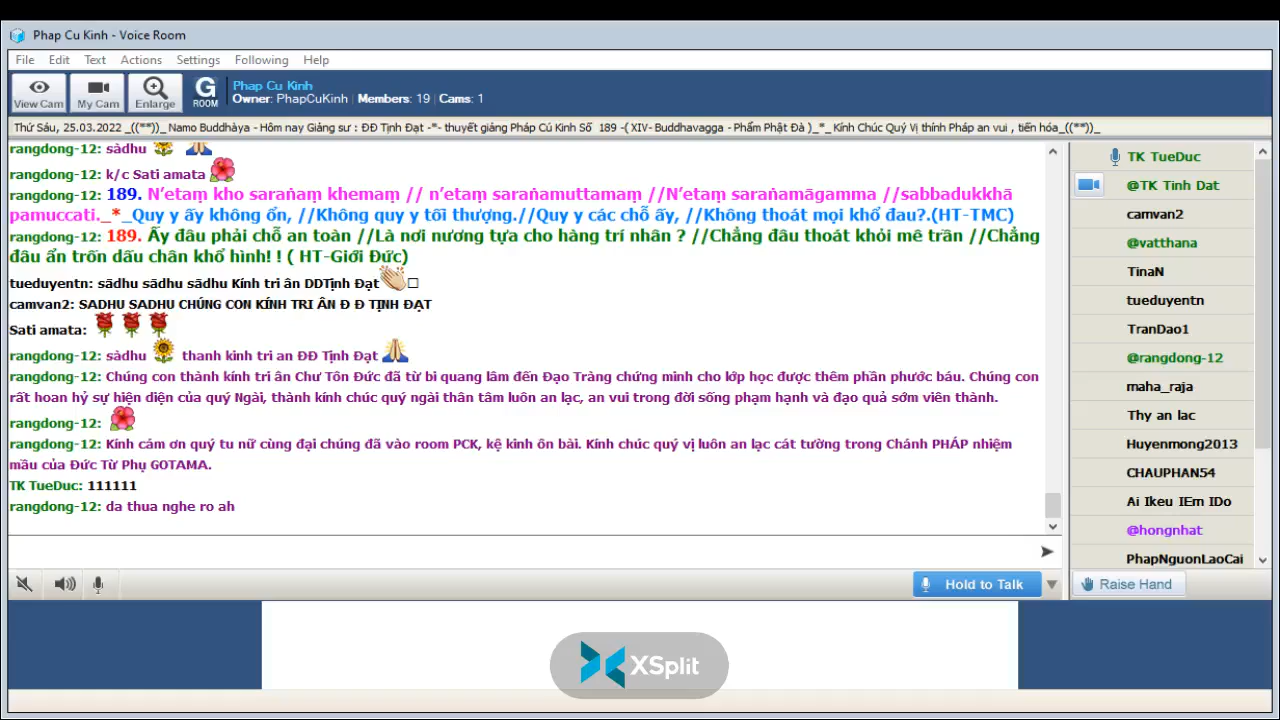 Phap Cu Kinh - Voice Room
File Edit Text Actions Settings Following Help
View Cam My Cam Enlarge G ROOM
Phap Cu Kinh
Owner: PhapCuKinh | Members: 19 | Cams: 1
Thứ Sáu, 25.03.2022 _((**))_ Namo Buddhàya - Hôm nay Giảng sư : ĐĐ Tịnh Đạt -*- thuyết giảng Pháp Cú Kinh Số 189 -( XIV- Buddhavagga - Phẩm Phật Đà )_*_ Kính Chúc Quý Vị thính Pháp an vui , tiến hóa_((**))_
rangdong-12: sàdhu
rangdong-12: k/c Sati amata
rangdong-12: 189. N’etaṃ kho saraṅaṃ khemaṃ // n’etaṃ saraṅamuttamaṃ //N’etaṃ saraṅamāgamma //sabbadukkhā
pamuccati._*_Quy y ấy không ổn, //Không quy y tối thượng.//Quy y các chỗ ấy, //Không thoát mọi khổ đau?.(HT-TMC)
rangdong-12: 189. Ấy đâu phải chỗ an toàn //Là nơi nương tựa cho hàng trí nhân ? //Chẳng đâu thoát khỏi mê trần //Chẳng
đâu ẩn trốn dấu chân khổ hình! ! ( HT-Giới Đức)
tueduyentn: sādhu sādhu sādhu Kính tri ân DDTịnh Đạt
camvan2: SADHU SADHU CHÚNG CON KÍNH TRI ÂN Đ Đ TỊNH ĐẠT
Sati amata:
rangdong-12: sàdhu thanh kinh tri an ĐĐ Tịnh Đạt
rangdong-12: Chúng con thành kính tri ân Chư Tôn Đức đã từ bi quang lâm đến Đạo Tràng chứng minh cho lớp học được thêm phần phước báu. Chúng con
rất hoan hỷ sự hiện diện của quý Ngài, thành kính chúc quý ngài thân tâm luôn an lạc, an vui trong đời sống phạm hạnh và đạo quả sớm viên thành.
rangdong-12:
rangdong-12: Kính cám ơn quý tu nữ cùng đại chúng đã vào room PCK, kệ kinh ôn bài. Kính chúc quý vị luôn an lạc cát tường trong Chánh PHÁP nhiệm
mầu của Đức Từ Phụ GOTAMA.
TK TueDuc: 111111
rangdong-12: da thua nghe ro ah
TK TueDuc
@TK Tinh Dat
camvan2
@vatthana
TinaN
tueduyentn
TranDao1
@rangdong-12
maha_raja
Thy an lac
Huyenmong2013
CHAUPHAN54
Ai Ikeu IEm IDo
@hongnhat
PhapNguonLaoCai
Hold to Talk
Raise Hand
XSplit